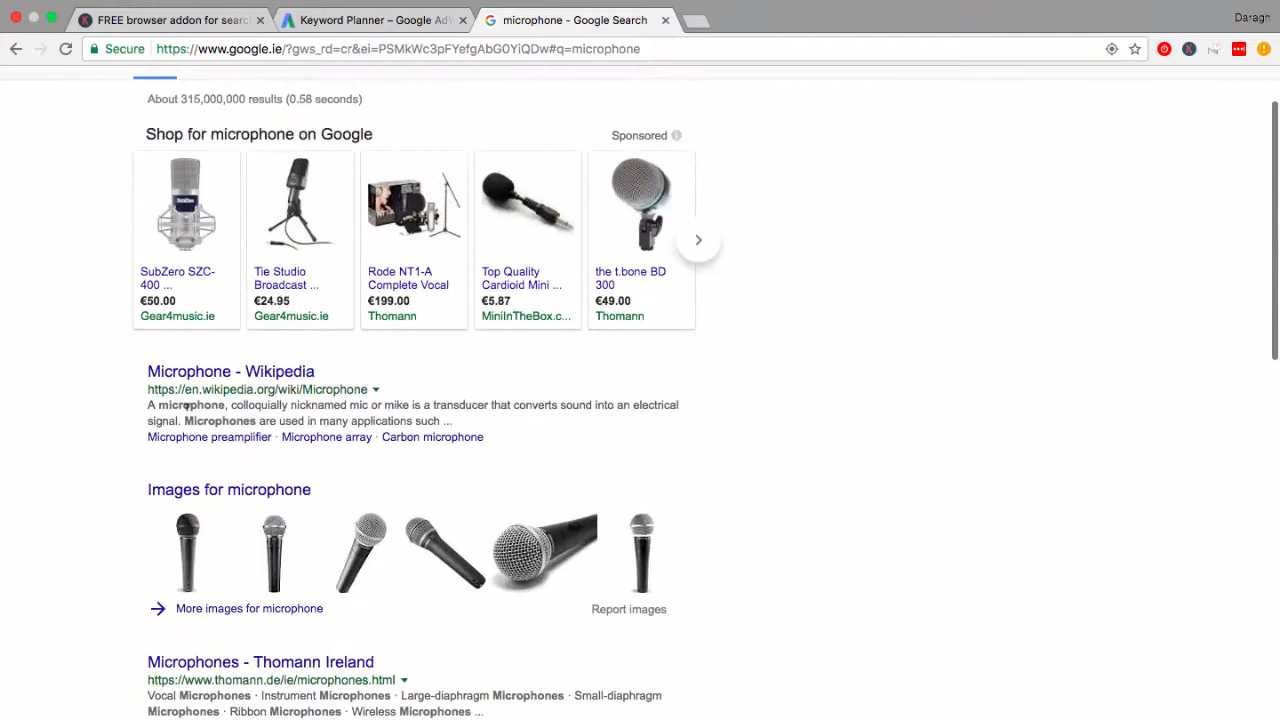 FREE browser addon for sear
Keyword Planner – Google Ad
microphone - Google Search
Daragh
Secure
https://www.google.ie/?gws_rd=cr&ei=PSMkWc3pFYefgAbG0YiQDw#q=microphone
About 315,000,000 results (0.58 seconds)
Shop for microphone on Google
Sponsored
SubZero SZC-
400 ...
€50.00
Gear4music.ie
Tie Studio
Broadcast ...
€24.95
Gear4music.ie
Rode NT1-A
Complete Vocal
€199.00
Thomann
Top Quality
Cardioid Mini ...
€5.87
MiniInTheBox.c...
the t.bone BD
300
€49.00
Thomann
Microphone - Wikipedia
https://en.wikipedia.org/wiki/Microphone
A microphone, colloquially nicknamed mic or mike is a transducer that converts sound into an electrical
signal. Microphones are used in many applications such ...
Microphone preamplifier · Microphone array · Carbon microphone
Images for microphone
More images for microphone
Report images
Microphones - Thomann Ireland
https://www.thomann.de/ie/microphones.html
Vocal Microphones · Instrument Microphones · Large-diaphragm Microphones · Small-diaphragm
Microphones · Ribbon Microphones · Wireless Microphones ...